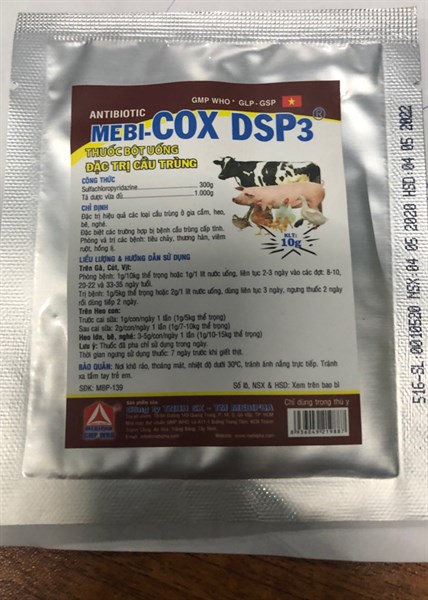 GMP WHO * GLP - GSP
ANTIBIOTIC
MEBI-COX DSP3 ®
THUỐC BỘT UỐNG
ĐẶC TRỊ CẦU TRÙNG
CÔNG THỨC
Sulfachloropyridazine 300g
Tá dược vừa đủ 1.000g
CHỈ ĐỊNH
Đặc trị hiệu quả các loại cầu trùng ở gia cầm, heo,
bê, nghé.
Đặc biệt các trường hợp bị bệnh cầu trùng cấp tính.
Phòng và trị các bệnh: tiêu chảy, thương hàn, viêm
ruột, hồng lị.
KLT:
10g
LIỀU LƯỢNG & HƯỚNG DẪN SỬ DỤNG
Trên Gà, Cút, Vịt:
Phòng bệnh: 1g/10kg thể trọng hoặc 1g/1 lít nước uống, liên tục 2-3 ngày vào các đợt: 8-10,
20-22 và 33-35 ngày tuổi.
Trị bệnh: 1g/5kg thể trọng hoặc 2g/1 lít nước uống, dùng liên tục 3 ngày, ngưng thuốc 2 ngày
rồi dùng tiếp 2 ngày.
Trên Heo con:
Trước cai sữa: 1g/con/ngày 1 lần (1g/5kg thể trọng)
Sau cai sữa: 2g/con/ngày 1 lần (1g/7-10kg thể trọng)
Heo lớn, bê, nghé: 3-5g/con/ngày 1 lần (1g/10-15kg thể trọng)
Lưu ý: Thuốc đã pha chỉ sử dụng trong ngày.
Thời gian ngưng sử dụng thuốc: 7 ngày trước khi giết thịt.
BẢO QUẢN: Nơi khô ráo, thoáng mát, nhiệt độ dưới 30ºC, tránh ánh nắng trực tiếp. Tránh
xa tầm tay trẻ em.
SĐK: MBP-139
Số lô, NSX & HSD: Xem trên bao bì
Công ty TNHH SX - TM MEBIPHA
Chỉ dùng trong thú y
8 936049 219887
516-SL:0010520 NSX:04 05 2020 HSD:04 05 2022